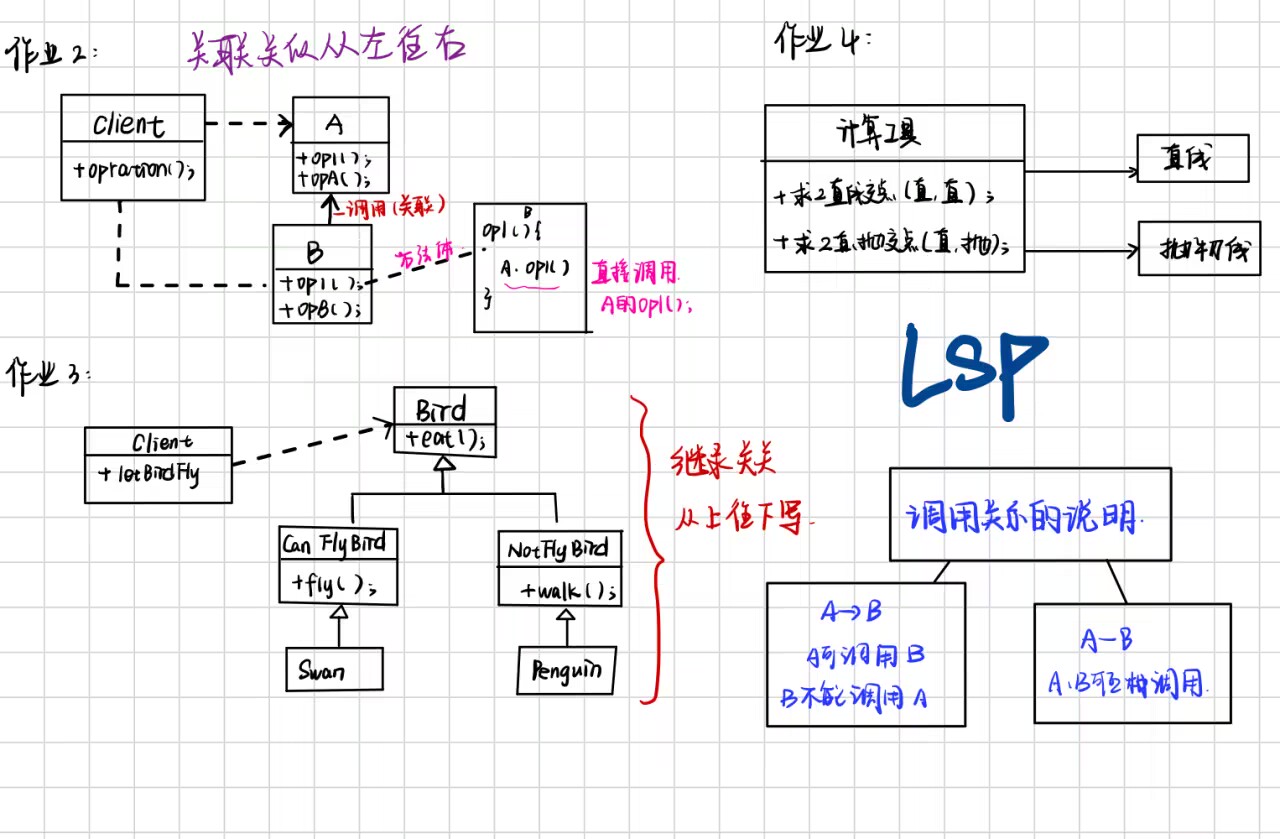 作业2:
关联关似从左往右
client
+opration();
A
+op1();
+opA();
调用(关联)
B
+op1();
+opB();
方法体
B
op1(){
A.op1()
}
直接调用
A的op1();
作业3:
Client
+letBirdFly
Bird
+eat();
Can FlyBird
+fly();
NotFlyBird
+walk();
Swan
Penguin
继录关关
从上往下写.
作业4:
计算工具
+求2直线交点(直,直);
+求2直,抛交点(直,抛);
直线
抛物线
LSP
调用关系的说明.
A→B
A可调用B
B不能调用A
A—B
A、B可互相调用.